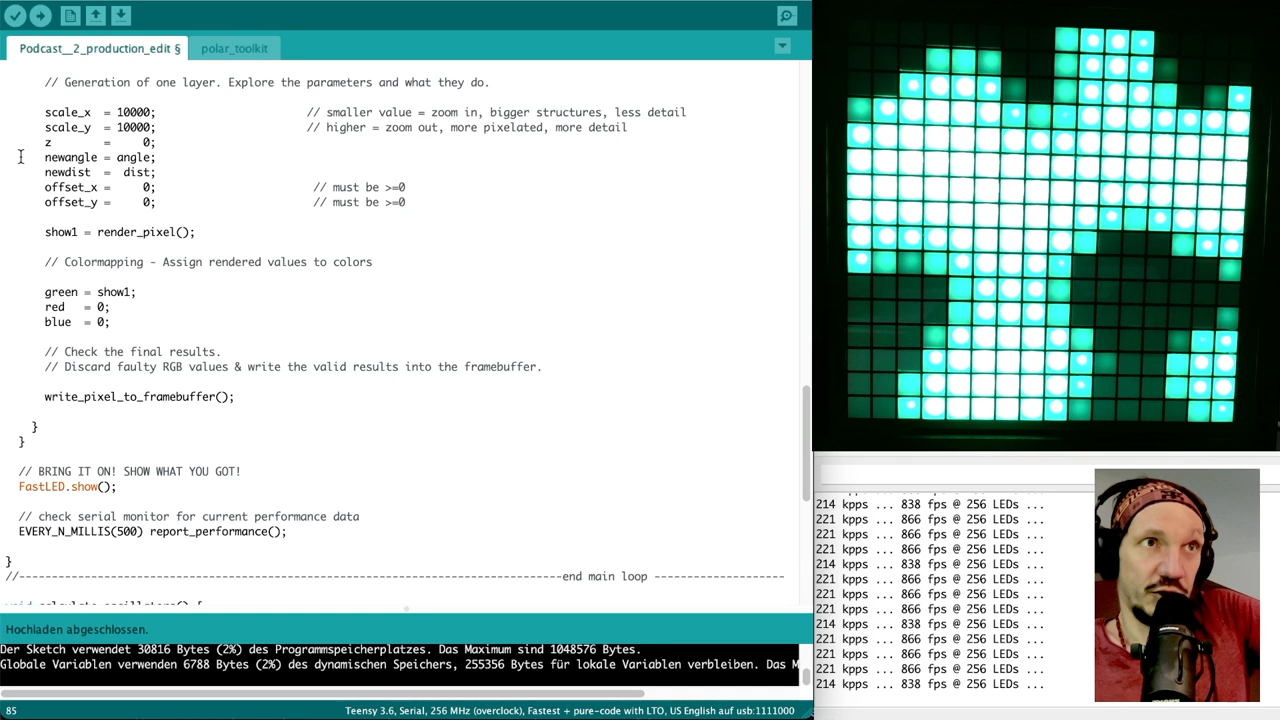 Podcast__2_production_edit §
polar_toolkit
// Generation of one layer. Explore the parameters and what they do.
scale_x = 10000; // smaller value = zoom in, bigger structures, less detail
scale_y = 10000; // higher = zoom out, more pixelated, more detail
z = 0;
newangle = angle;
newdist = dist;
offset_x = 0; // must be >=0
offset_y = 0; // must be >=0
show1 = render_pixel();
// Colormapping - Assign rendered values to colors
green = show1;
red = 0;
blue = 0;
// Check the final results.
// Discard faulty RGB values & write the valid results into the framebuffer.
write_pixel_to_framebuffer();
}
}
// BRING IT ON! SHOW WHAT YOU GOT!
FastLED.show();
// check serial monitor for current performance data
EVERY_N_MILLIS(500) report_performance();
}
//-------------------------------------------------------------------------------------end main loop --------------------
Hochladen abgeschlossen.
Der Sketch verwendet 30816 Bytes (2%) des Programmspeicherplatzes. Das Maximum sind 1048576 Bytes.
Globale Variablen verwenden 6788 Bytes (2%) des dynamischen Speichers, 255356 Bytes für lokale Variablen verbleiben. Das M
85
Teensy 3.6, Serial, 256 MHz (overclock), Fastest + pure-code with LTO, US English auf usb:1111000
214 kpps ... 838 fps @ 256 LEDs ...
221 kpps ... 866 fps @ 256 LEDs ...
221 kpps ... 866 fps @ 256 LEDs ...
221 kpps ... 866 fps @ 256 LEDs ...
221 kpps ... 866 fps @ 256 LEDs ...
221 kpps ... 866 fps @ 256 LEDs ...
221 kpps ... 866 fps @ 256 LEDs ...
221 kpps ... 866 fps @ 256 LEDs ...
214 kpps ... 838 fps @ 256 LEDs ...
221 kpps ... 866 fps @ 256 LEDs ...
221 kpps ... 866 fps @ 256 LEDs ...
221 kpps ... 866 fps @ 256 LEDs ...
214 kpps ... 838 fps @ 256 LEDs ...